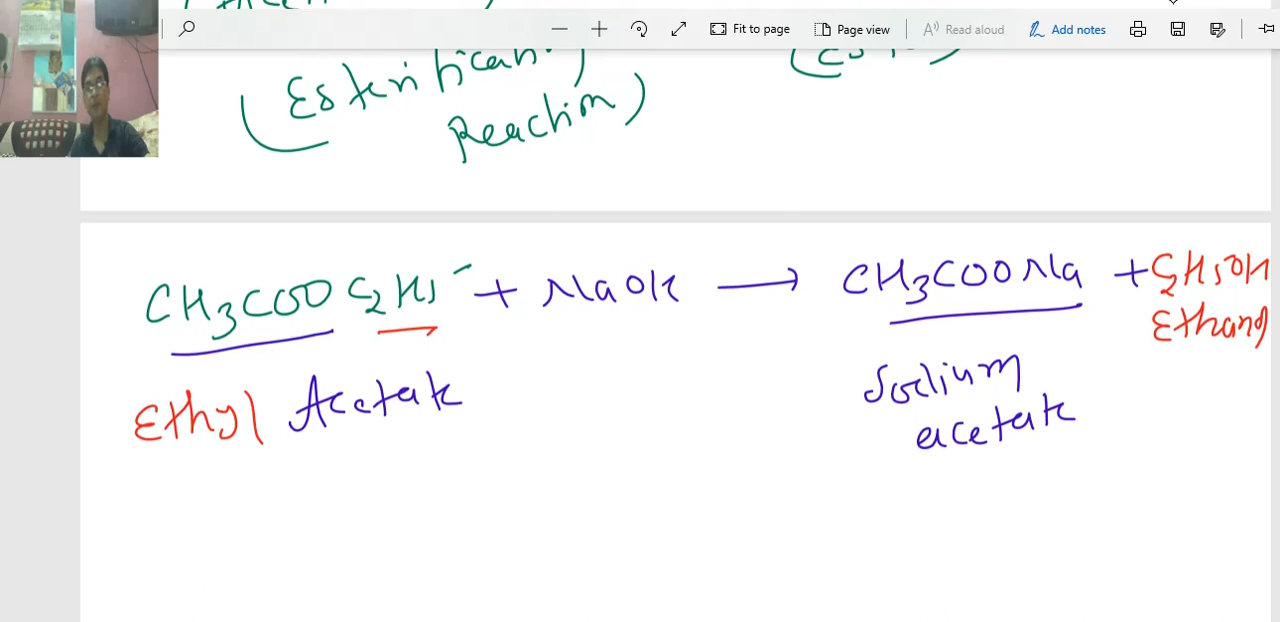 Fit to page
Page view
Read aloud
Add notes
Reaction)
CH3COOC2H5 + NaOH → CH3COONa + C2H5OH
Ethanol
Ethyl Acetate
Sodium
acetate